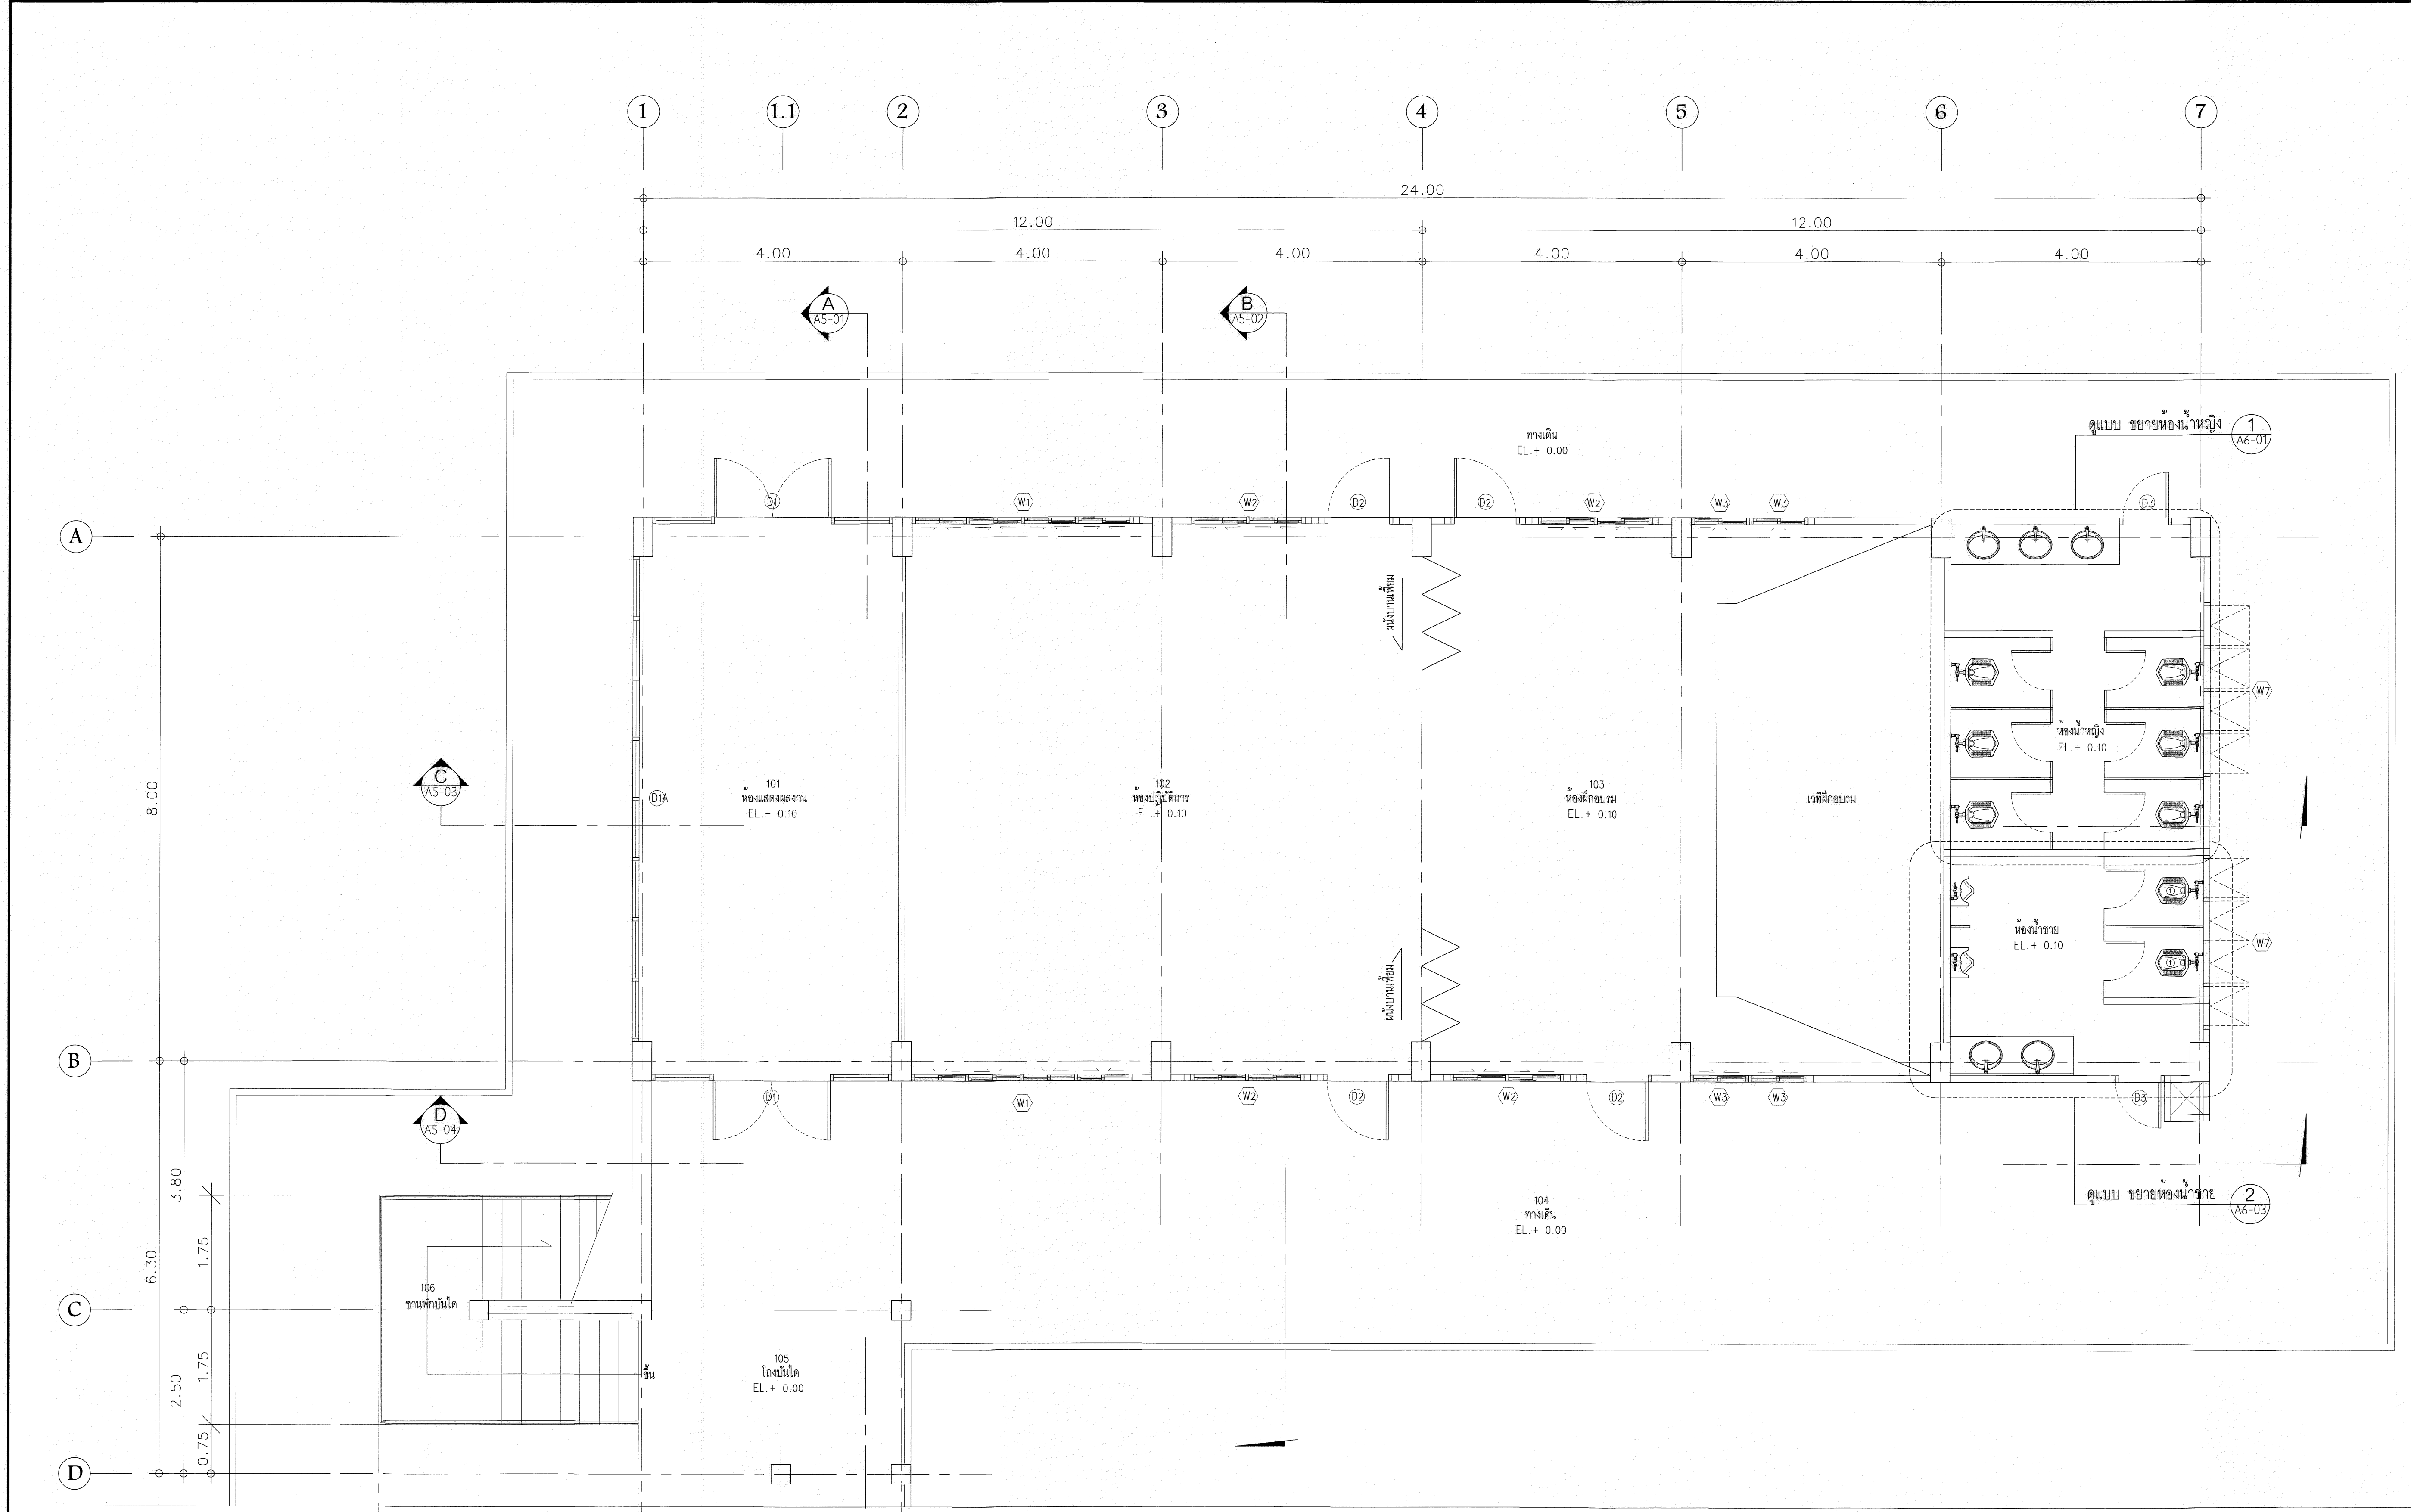 1 1.1 2 3 4 5 6 7
24.00
12.00 12.00
4.00 4.00 4.00 4.00 4.00 4.00
A
A5-01
B
A5-02
ทางเดิน
EL.+ 0.00
ดูแบบ ขยายห้องน้ำหญิง
1
A6-01
D1 W1 W2 D2 D2 W2 W3 W3 D3
A
ผนังบานเฟี้ยม
W7
ห้องน้ำหญิง
EL.+ 0.10
C
A5-03
8.00
D1A
101
ห้องแสดงผลงาน
EL.+ 0.10
102
ห้องปฏิบัติการ
EL.+ 0.10
103
ห้องฝึกอบรม
EL.+ 0.10
เวทีฝึกอบรม
1
ห้องน้ำชาย
EL.+ 0.10
W7
1
ผนังบานเฟี้ยม
B
D1 W1 W2 D2 W2 D2 W3 W3 D3
D
A5-04
3.80
6.30
1.75
104
ทางเดิน
EL.+ 0.00
ดูแบบ ขยายห้องน้ำชาย
2
A6-03
106
ชานพักบันได
C
1.75
2.50
0.75
ขึ้น
105
โถงบันได
EL.+ 0.00
D